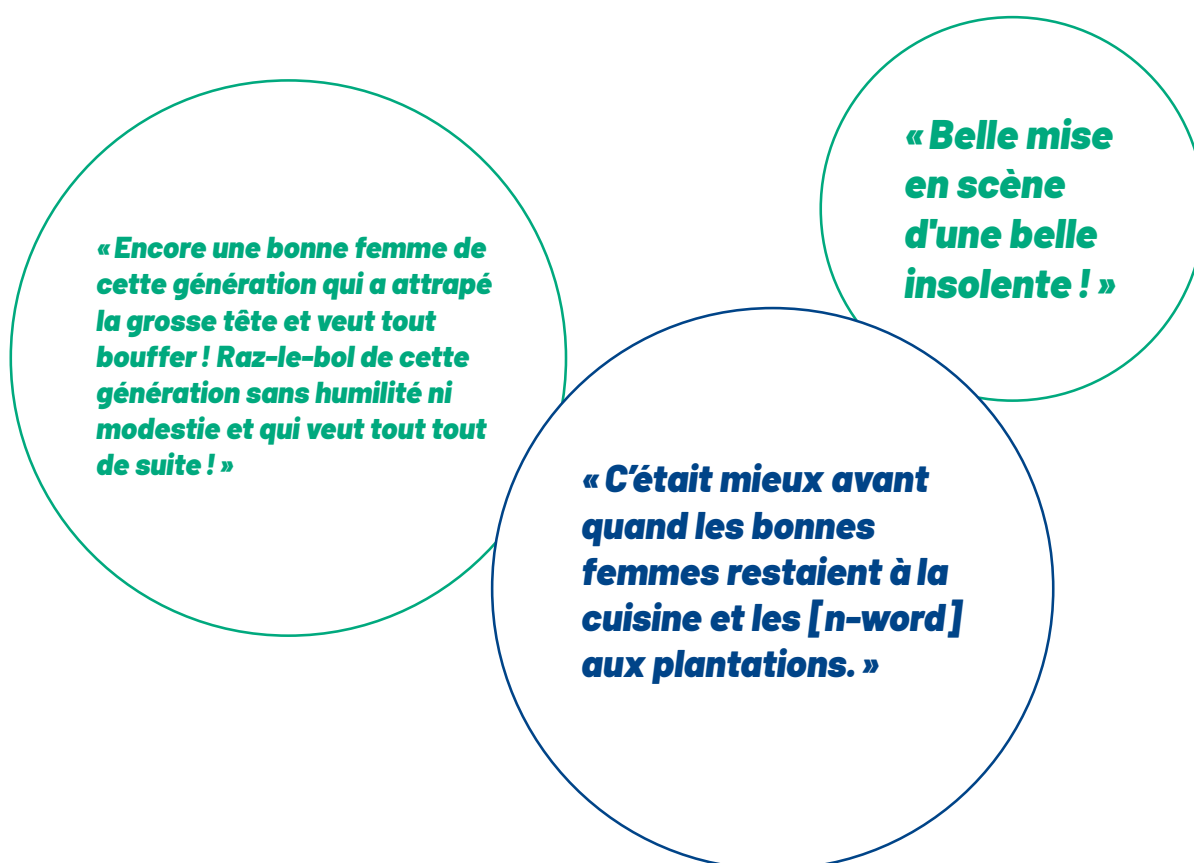 « Encore une bonne femme de
cette génération qui a attrapé
la grosse tête et veut tout
bouffer ! Raz-le-bol de cette
génération sans humilité ni
modestie et qui veut tout tout
de suite ! »
« Belle mise
en scène
d'une belle
insolente ! »
« C’était mieux avant
quand les bonnes
femmes restaient à la
cuisine et les [n-word]
aux plantations. »